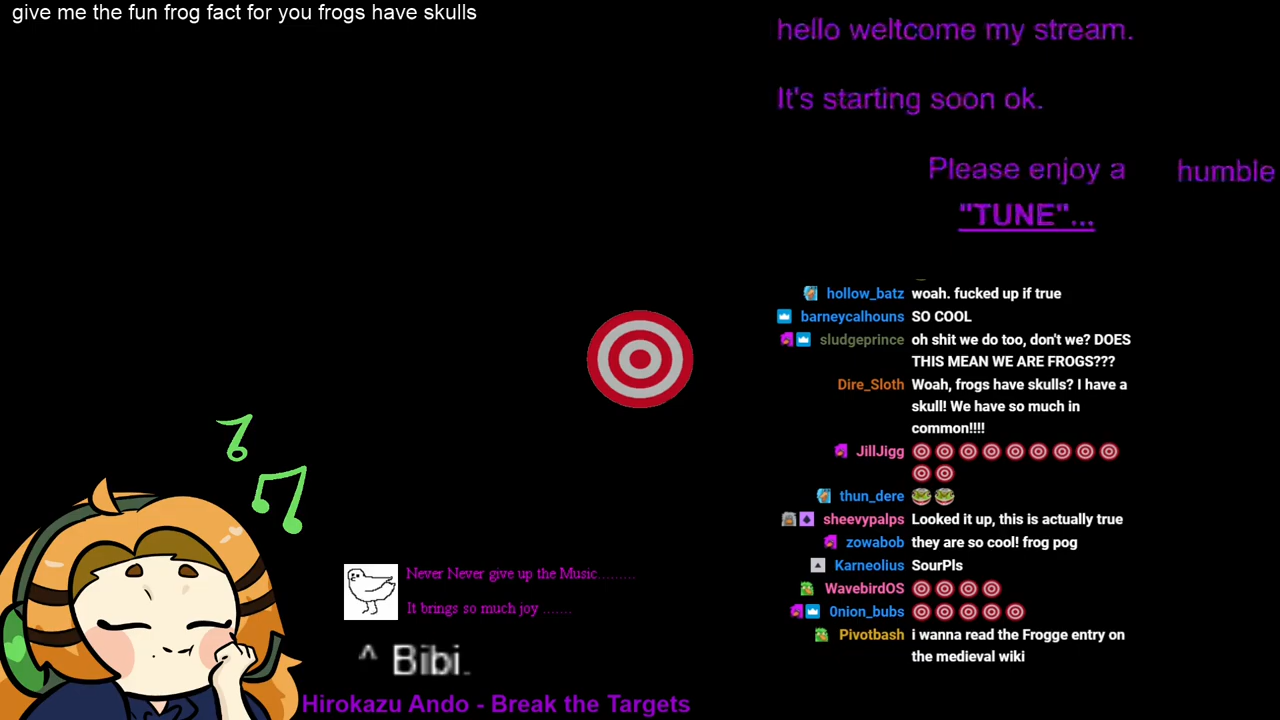 give me the fun frog fact for you frogs have skulls
hello weltcome my stream.
It's starting soon ok.
Please enjoy a humble
"TUNE"...
hollow_batz woah. fucked up if true
barneycalhouns SO COOL
sludgeprince oh shit we do too, don't we? DOES
THIS MEAN WE ARE FROGS???
Dire_Sloth Woah, frogs have skulls? I have a
skull! We have so much in
common!!!!
JillJigg
thun_dere
sheevypalps Looked it up, this is actually true
zowabob they are so cool! frog pog
Karneolius SourPls
WavebirdOS
0nion_bubs
Pivotbash i wanna read the Frogge entry on
the medieval wiki
Never Never give up the Music.........
It brings so much joy .......
^ Bibi.
Hirokazu Ando - Break the Targets